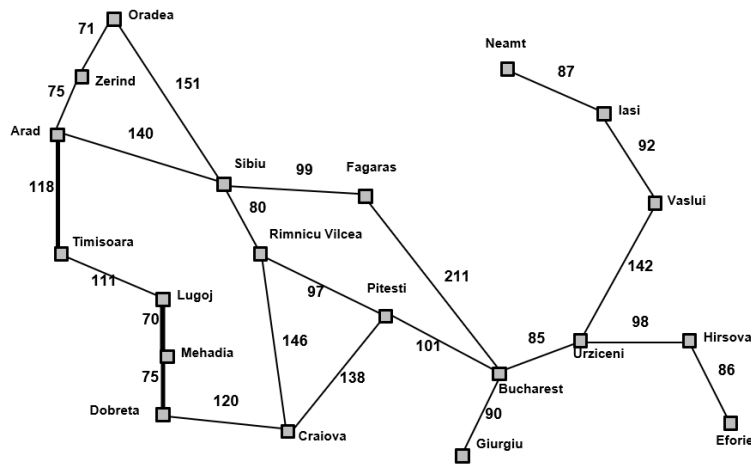 Oradea
71
Neamt
87
Zerind
151
75
Iasi
Arad
140
92
Sibiu
99
Fagaras
118
80
Vaslui
Rimnicu Vilcea
Timisoara
142
111
211
Lugoj
97
Pitesti
70
98
Hirsova
146
101
85
Urziceni
Mehadia
86
75
138
Bucharest
Dobreta
120
90
Craiova
Eforie
Giurgiu